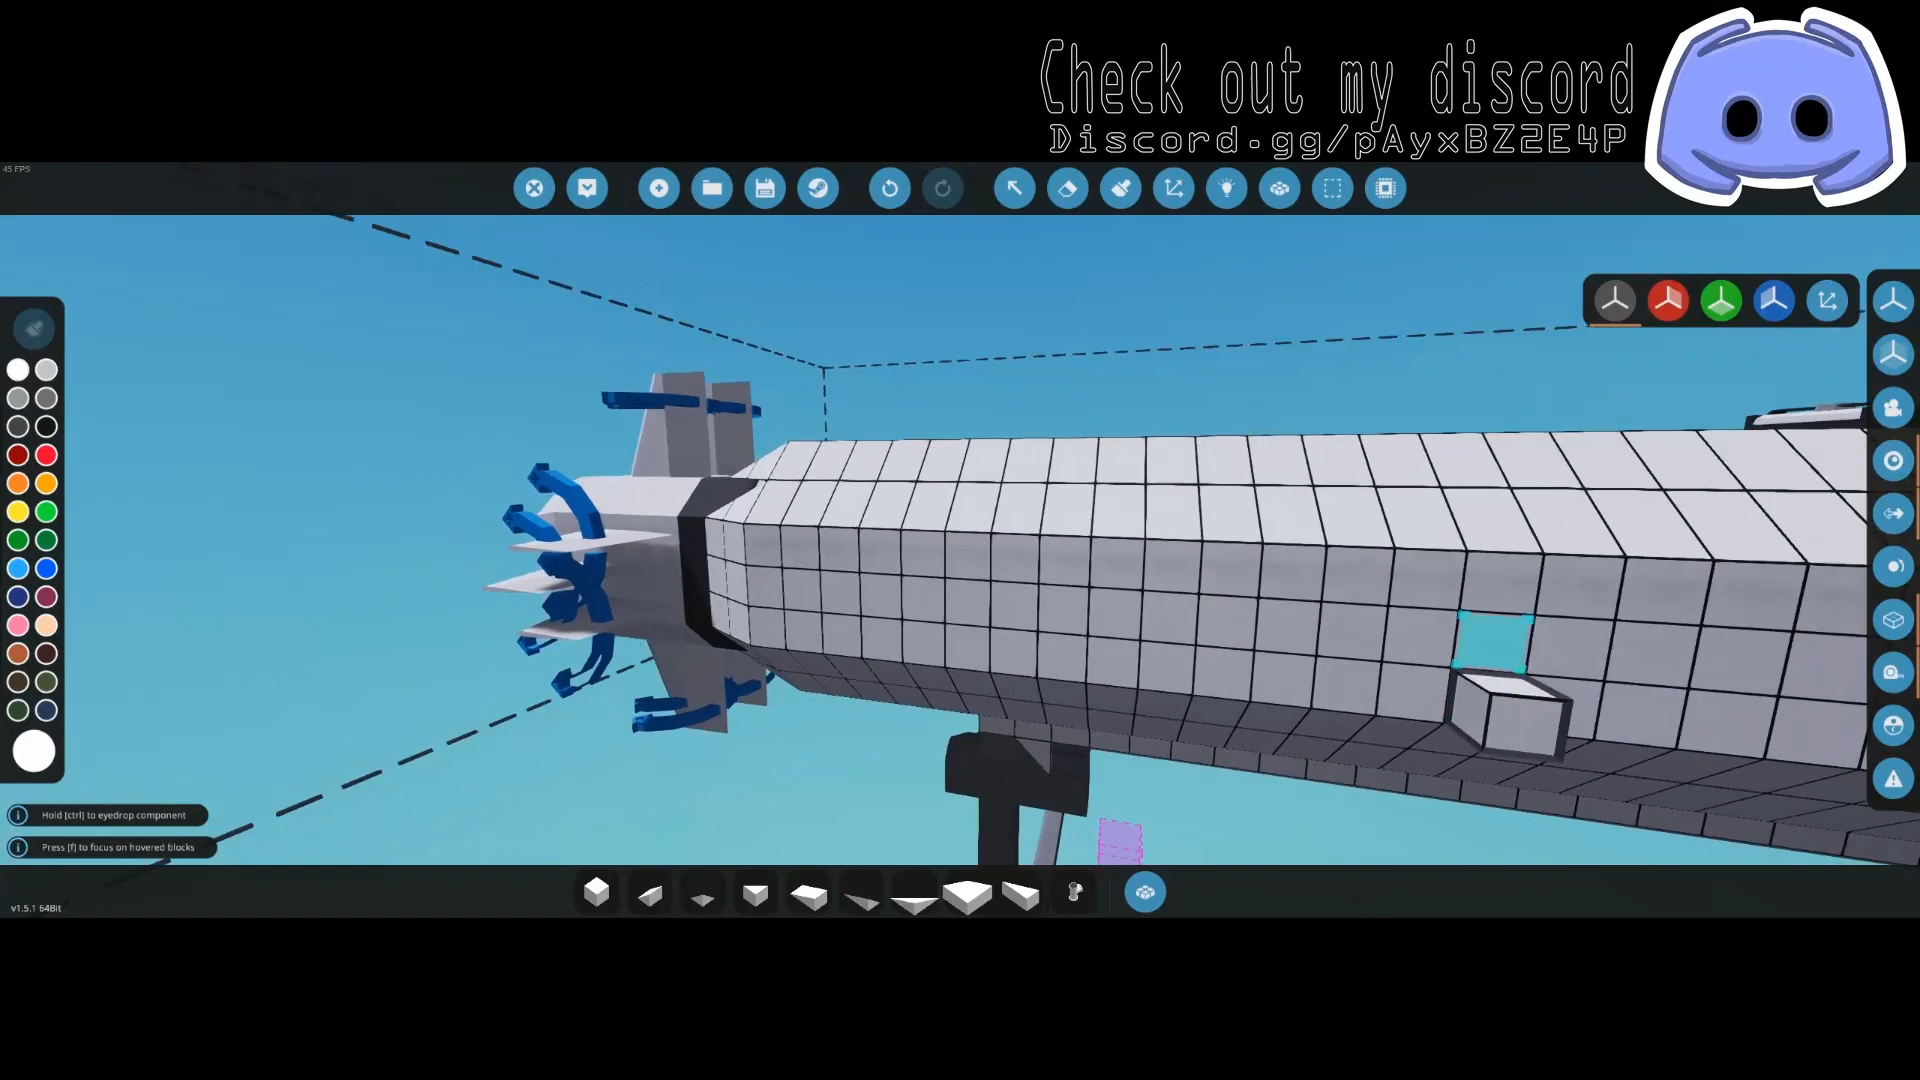 Check out my discord
Discord.gg/pAyxBZ2E4P
45 FPS
Hold [ctrl] to eyedrop component
Press [f] to focus on hovered blocks
v1.5.1 64Bit